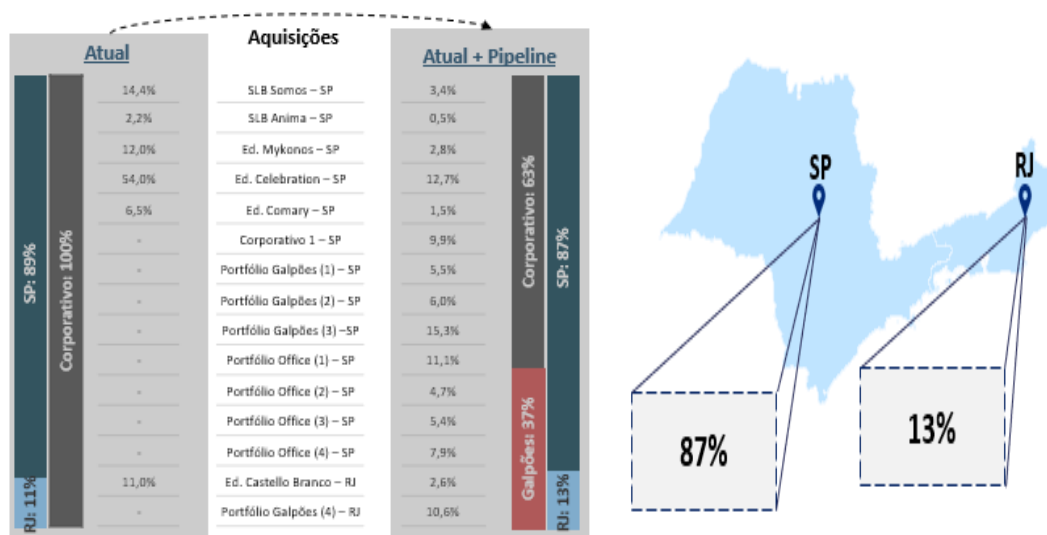 Atual
Aquisições
Atual + Pipeline
14,4% SLB Somos – SP 3,4%
2,2% SLB Anima – SP 0,5%
12,0% Ed. Mykonos – SP 2,8%
54,0% Ed. Celebration – SP 12,7%
6,5% Ed. Comary – SP 1,5%
- Corporativo 1 – SP 9,9%
- Portfólio Galpões (1) – SP 5,5%
- Portfólio Galpões (2) – SP 6,0%
- Portfólio Galpões (3) –SP 15,3%
- Portfólio Office (1) – SP 11,1%
- Portfólio Office (2) – SP 4,7%
- Portfólio Office (3) – SP 5,4%
- Portfólio Office (4) – SP 7,9%
11,0% Ed. Castello Branco – RJ 2,6%
- Portfólio Galpões (4) – RJ 10,6%
SP: 89%
RJ: 11%
Corporativo: 100%
Corporativo: 63%
Galpões: 37%
SP: 87%
RJ: 13%
SP
RJ
87%
13%